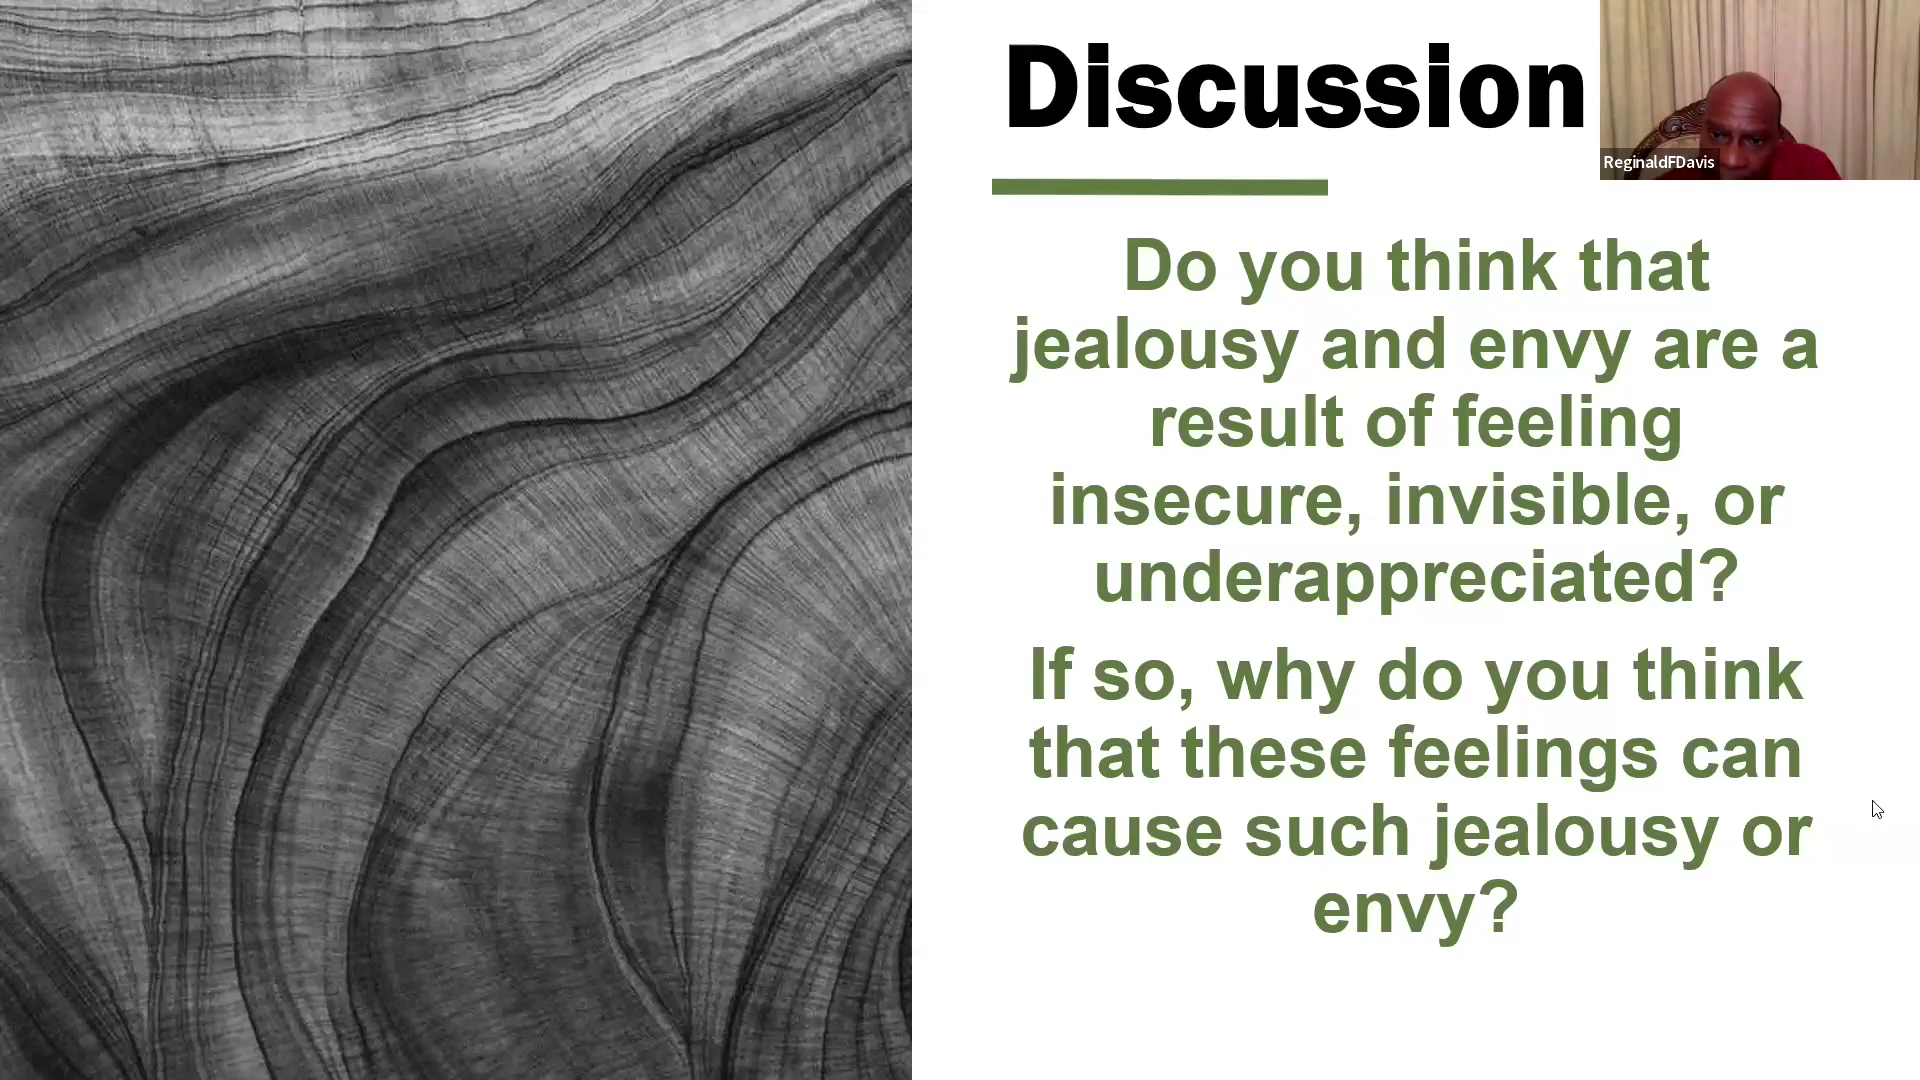 Discussion
ReginaldFDavis
Do you think that
jealousy and envy are a
result of feeling
insecure, invisible, or
underappreciated?
If so, why do you think
that these feelings can
cause such jealousy or
envy?